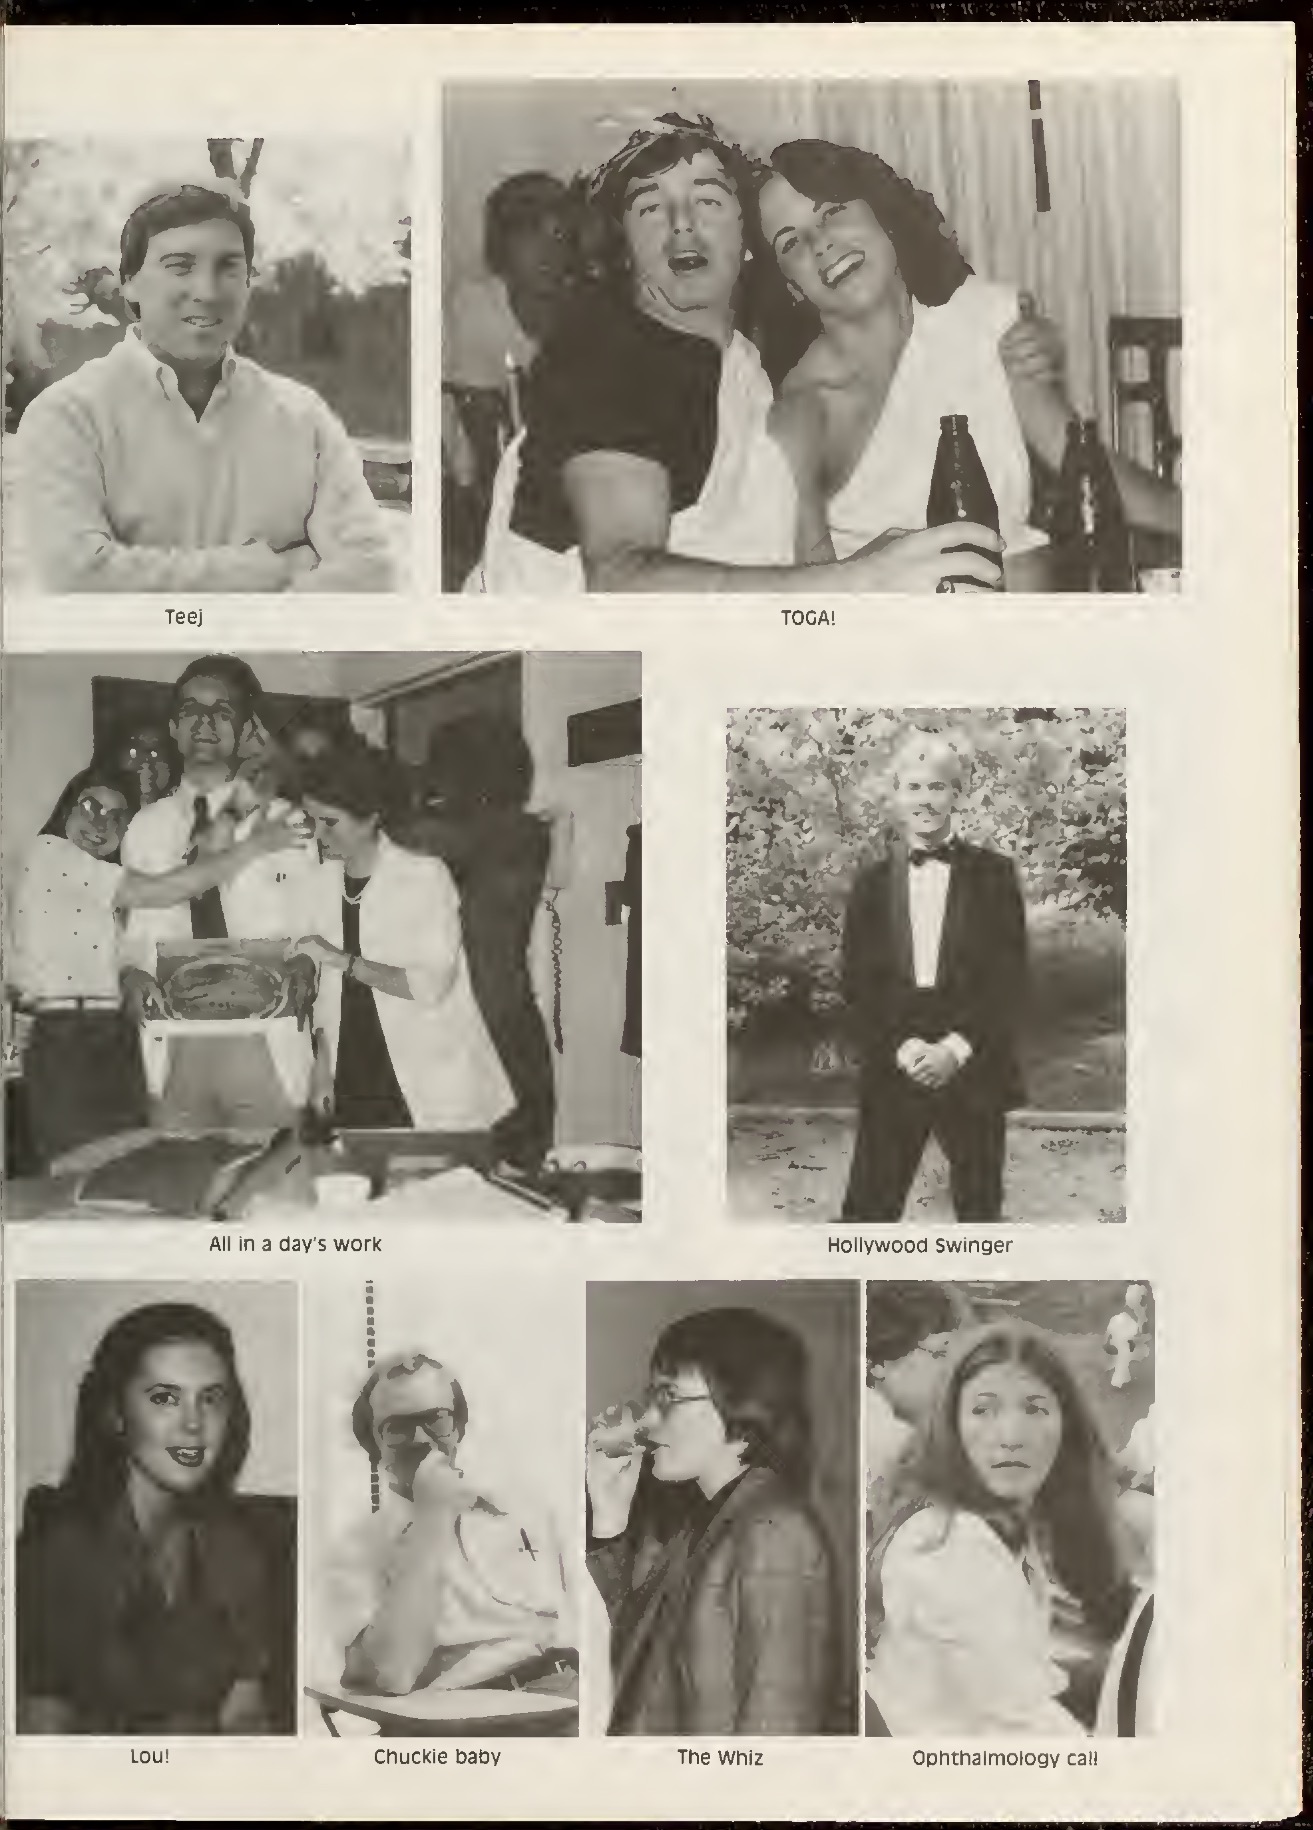 Teej
TOGA!
All in a day's work
Hollywood Swinger
Lou!
Chuckie baby
The Whiz
Ophthalmology call